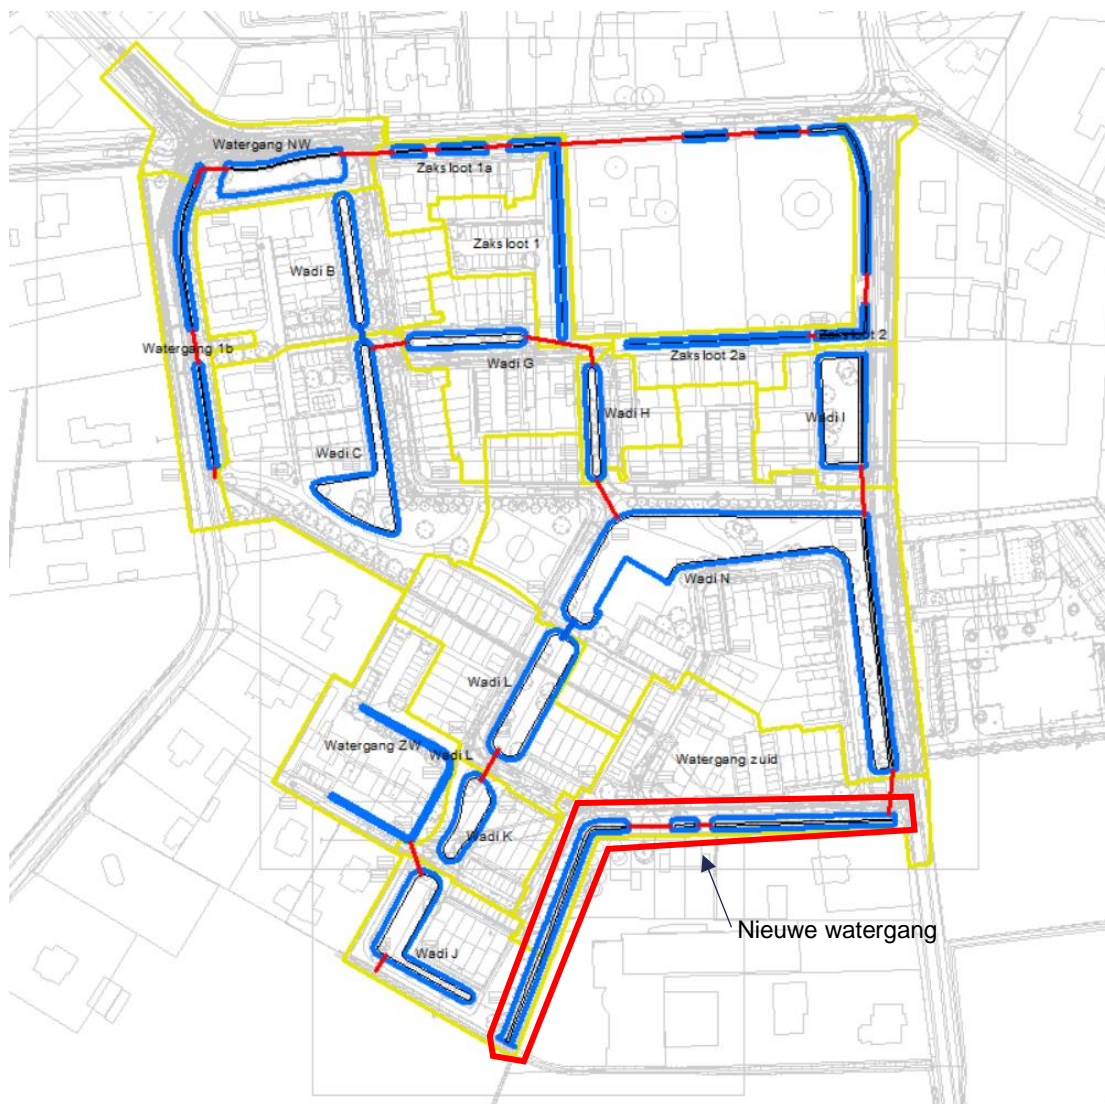 Watergang NW
Zaksloot 1a
Zaksloot 1
Wadi B
Watergang 1b
Wadi G
Zaksloot 2
Zaksloot 2a
Wadi H
Wadi I
Wadi C
Wadi N
Wadi L
Watergang ZW
Wadi L
Watergang zuid
Wadi K
Nieuwe watergang
Wadi J